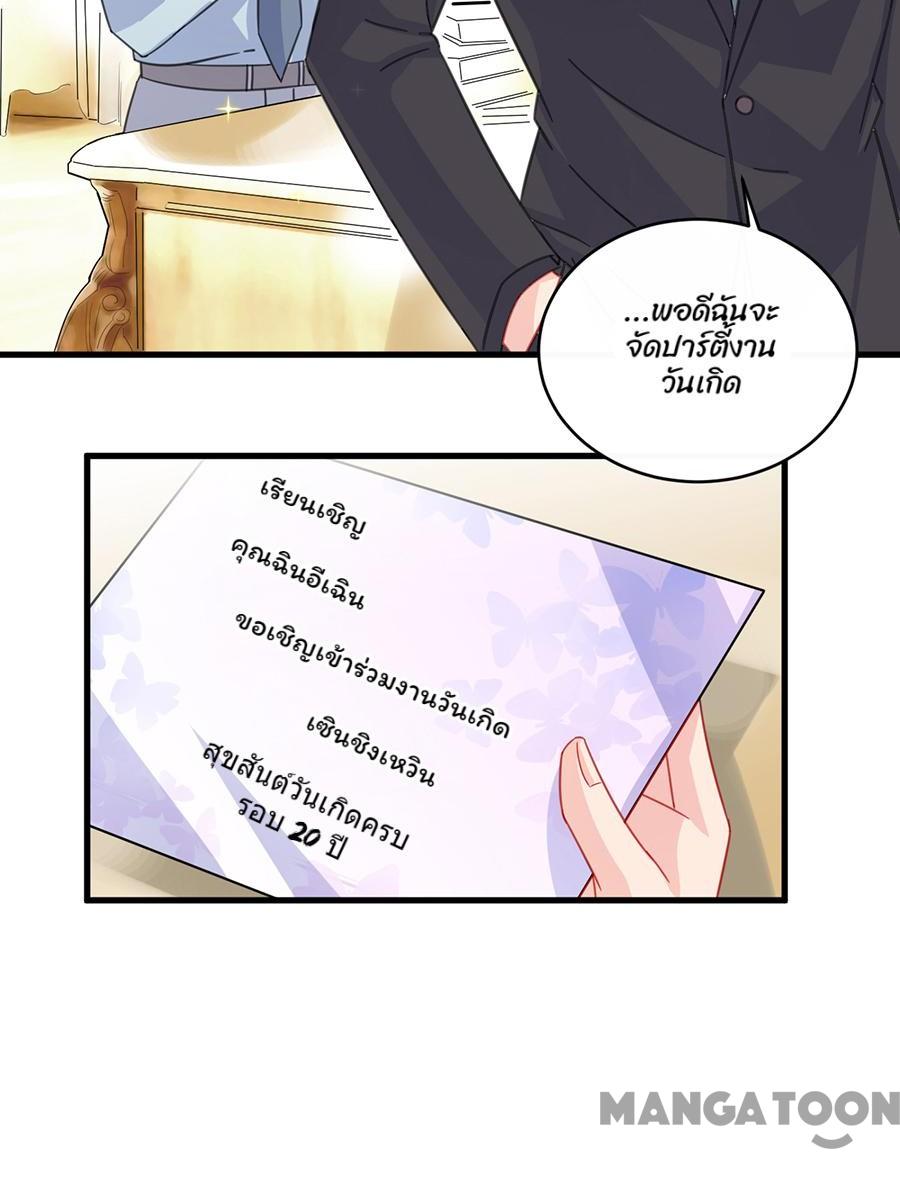 ...พอดีฉันจะ
จัดปาร์ตี้งาน
วันเกิด
เรียนเชิญ
คุณฉินอีเฉิน
ขอเชิญเข้าร่วมงานวันเกิด
เซินชิงเหวิน
สุขสันต์วันเกิดครบ
รอบ 20 ปี
MANGATOON